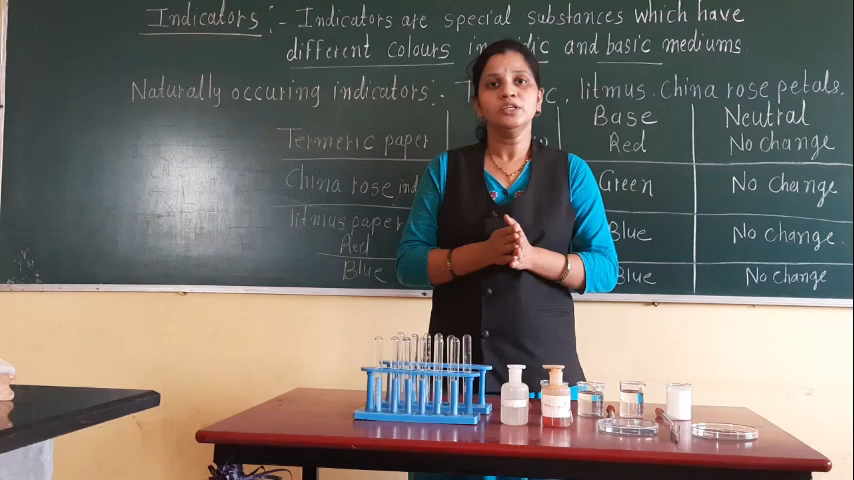 Indicators :- Indicators are special substances which have
different colours in and basic mediums
Naturally occuring indicators:- litmus. China rose petals.
Base Neutral
Termeric paper Red No change
China rose ind Green No change
litmus paper Blue No change.
Red
Blue Blue No change